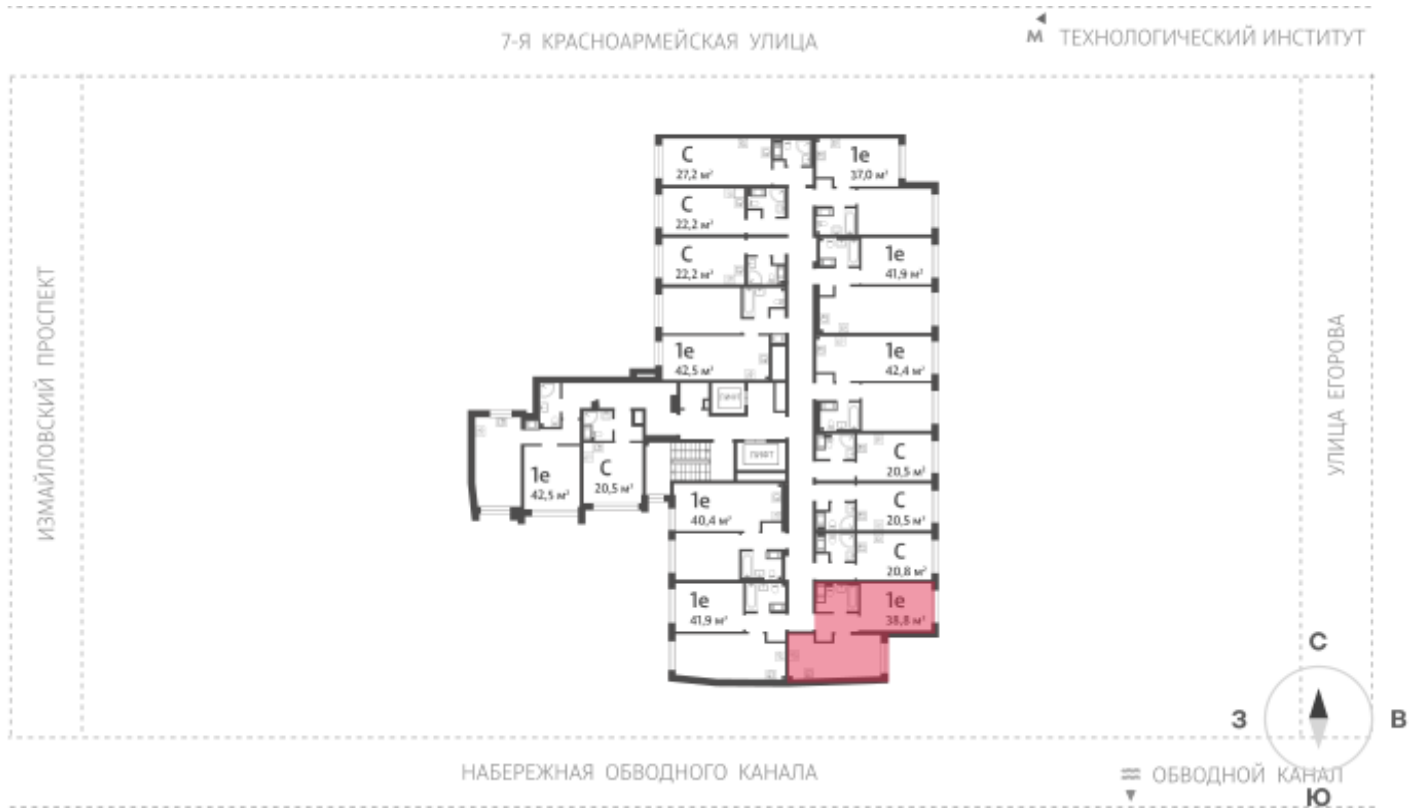 7-Я КРАСНОАРМЕЙСКАЯ УЛИЦА
М ТЕХНОЛОГИЧЕСКИЙ ИНСТИТУТ
ИЗМАЙЛОВСКИЙ ПРОСПЕКТ
С
27,2 м²
1е
37,0 м²
С
22,2 м²
С
22,2 м²
1е
41,9 м²
1е
42,5 м²
1е
42,4 м²
ЛИФТ
ЛИФТ
1е
42,5 м²
С
20,5 м²
С
20,5 м²
1е
40,4 м²
С
20,5 м²
С
20,8 м²
1е
41,9 м²
1е
38,8 м²
УЛИЦА ЕГОРОВА
С
З
В
Ю
НАБЕРЕЖНАЯ ОБВОДНОГО КАНАЛА
ОБВОДНОЙ КАНАЛ